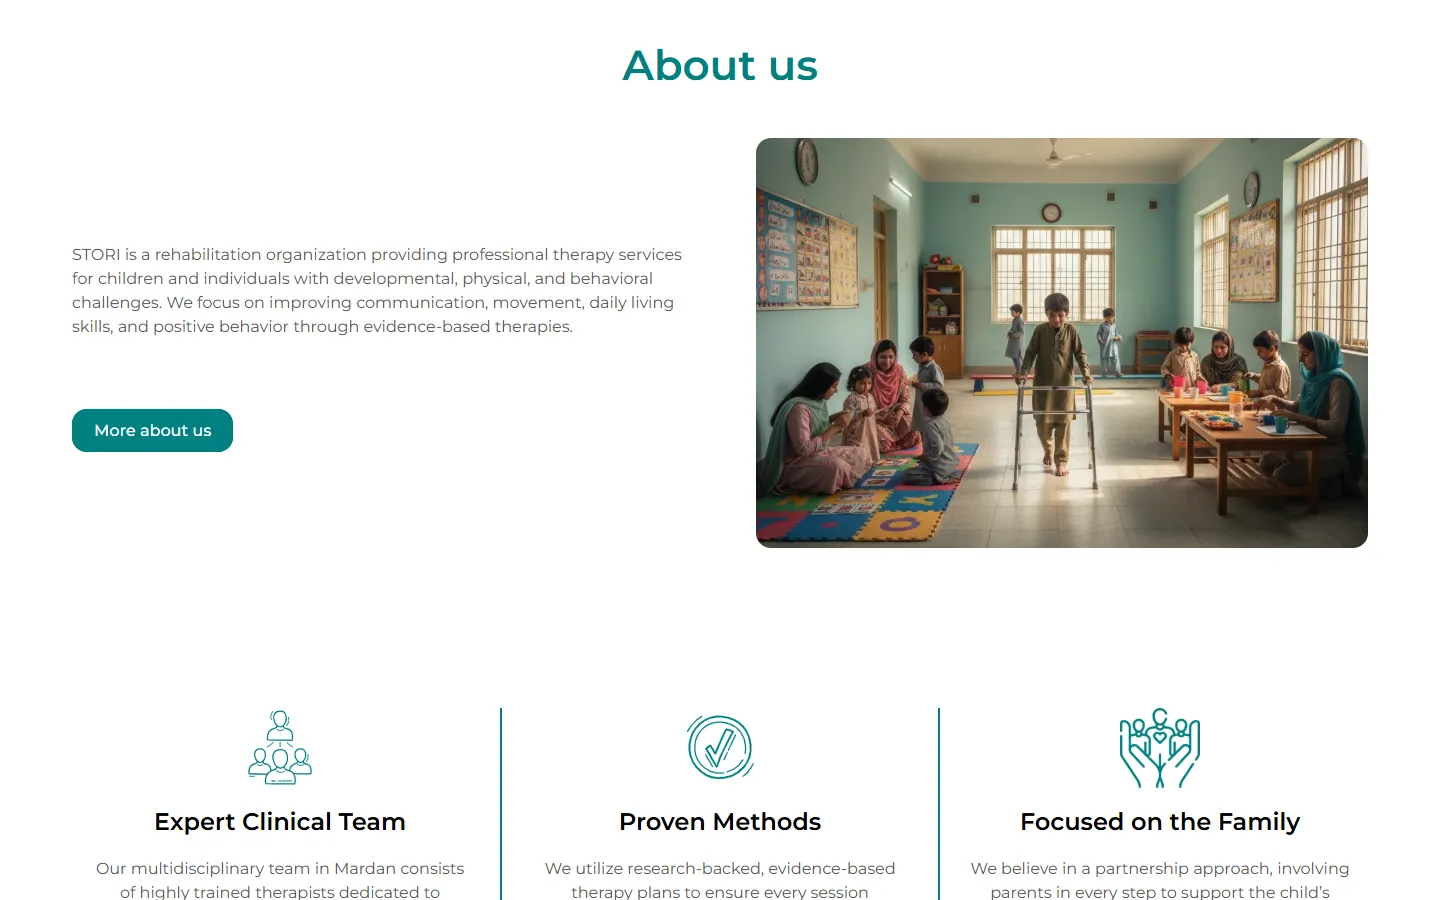 About us
STORI is a rehabilitation organization providing professional therapy services
for children and individuals with developmental, physical, and behavioral
challenges. We focus on improving communication, movement, daily living
skills, and positive behavior through evidence-based therapies.
More about us
Expert Clinical Team
Our multidisciplinary team in Mardan consists
of highly trained therapists dedicated to
Proven Methods
We utilize research-backed, evidence-based
therapy plans to ensure every session
Focused on the Family
We believe in a partnership approach, involving
parents in every step to support the child’s